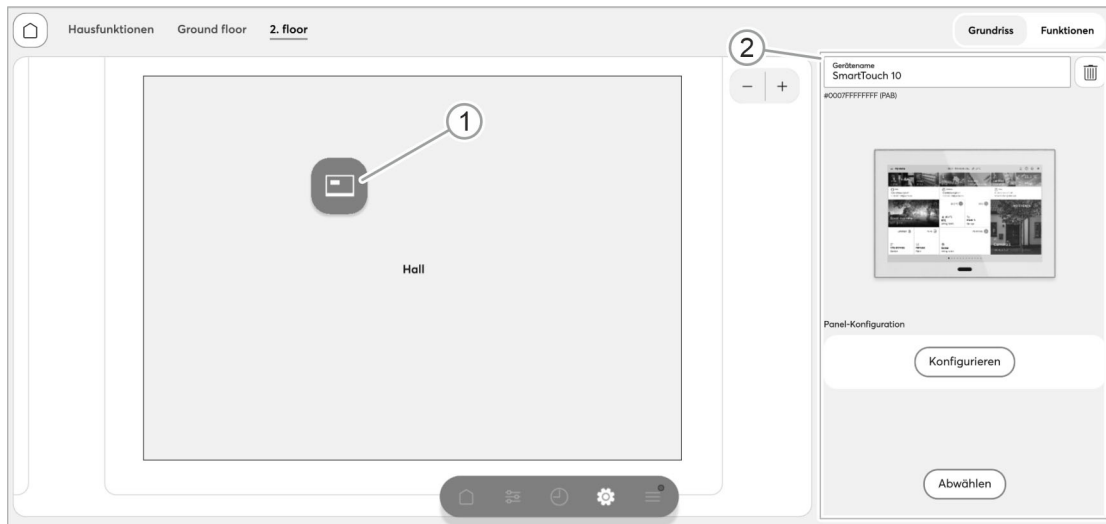 Hausfunktionen Ground floor 2. floor
Grundriss Funktionen
2
Gerätename
SmartTouch 10
#0007FFFFFFFF (PAB)
− +
1
Hall
Panel-Konfiguration
Konfigurieren
Abwählen